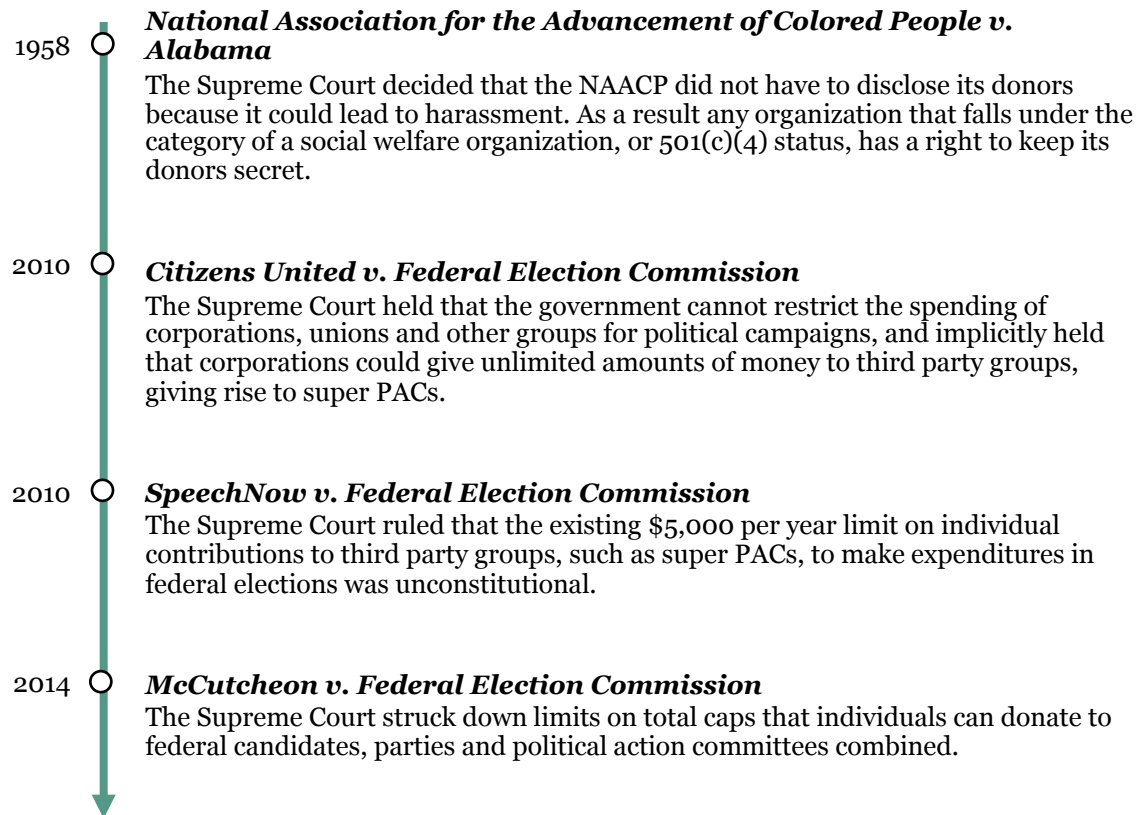 1958
National Association for the Advancement of Colored People v.
Alabama
The Supreme Court decided that the NAACP did not have to disclose its donors
because it could lead to harassment. As a result any organization that falls under the
category of a social welfare organization, or 501(c)(4) status, has a right to keep its
donors secret.
2010
Citizens United v. Federal Election Commission
The Supreme Court held that the government cannot restrict the spending of
corporations, unions and other groups for political campaigns, and implicitly held
that corporations could give unlimited amounts of money to third party groups,
giving rise to super PACs.
2010
SpeechNow v. Federal Election Commission
The Supreme Court ruled that the existing $5,000 per year limit on individual
contributions to third party groups, such as super PACs, to make expenditures in
federal elections was unconstitutional.
2014
McCutcheon v. Federal Election Commission
The Supreme Court struck down limits on total caps that individuals can donate to
federal candidates, parties and political action committees combined.